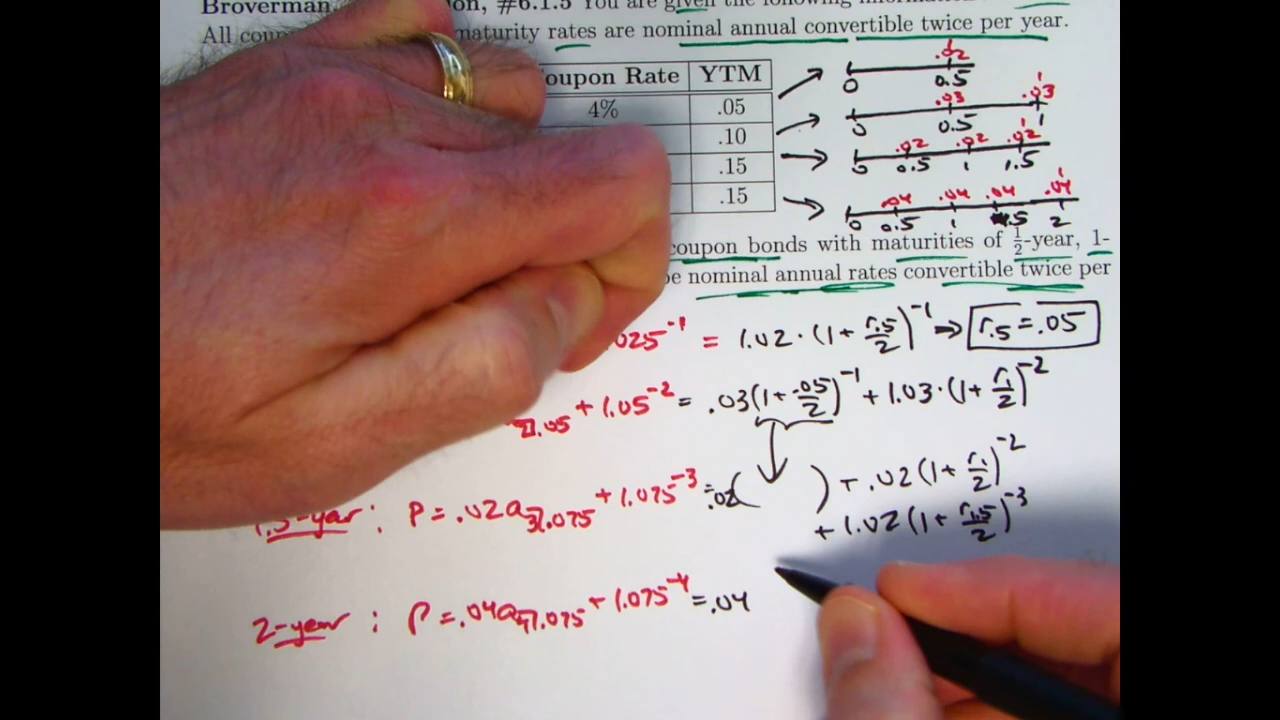 Broverman, on, #6.1.5 You are given the following
All coup maturity rates are nominal annual convertible twice per year.
oupon Rate YTM
4% .05
.10
.15
.15
.02
0 0.5
.03 1.03
0 0.5 1
.02 .02 1.02
0 0.5 1 1.5
.04 .04 .04 1.04
0 0.5 1 1.5 2
coupon bonds with maturities of ½-year, 1-
be nominal annual rates convertible twice per
025⁻¹ = 1.02·(1+r.5/2)⁻¹ ⇒ r.5=.05
2⌉.05 + 1.05⁻² = .03(1+.05/2)⁻¹ + 1.03·(1+r₁/2)⁻²
1.5-year: P=.02a3⌉.075 + 1.075⁻³ = .02( ) + .02(1+r₁/2)⁻²
+1.02(1+r1.5/2)⁻³
2-year: P=.04a4⌉.075 + 1.075⁻⁴ = .04